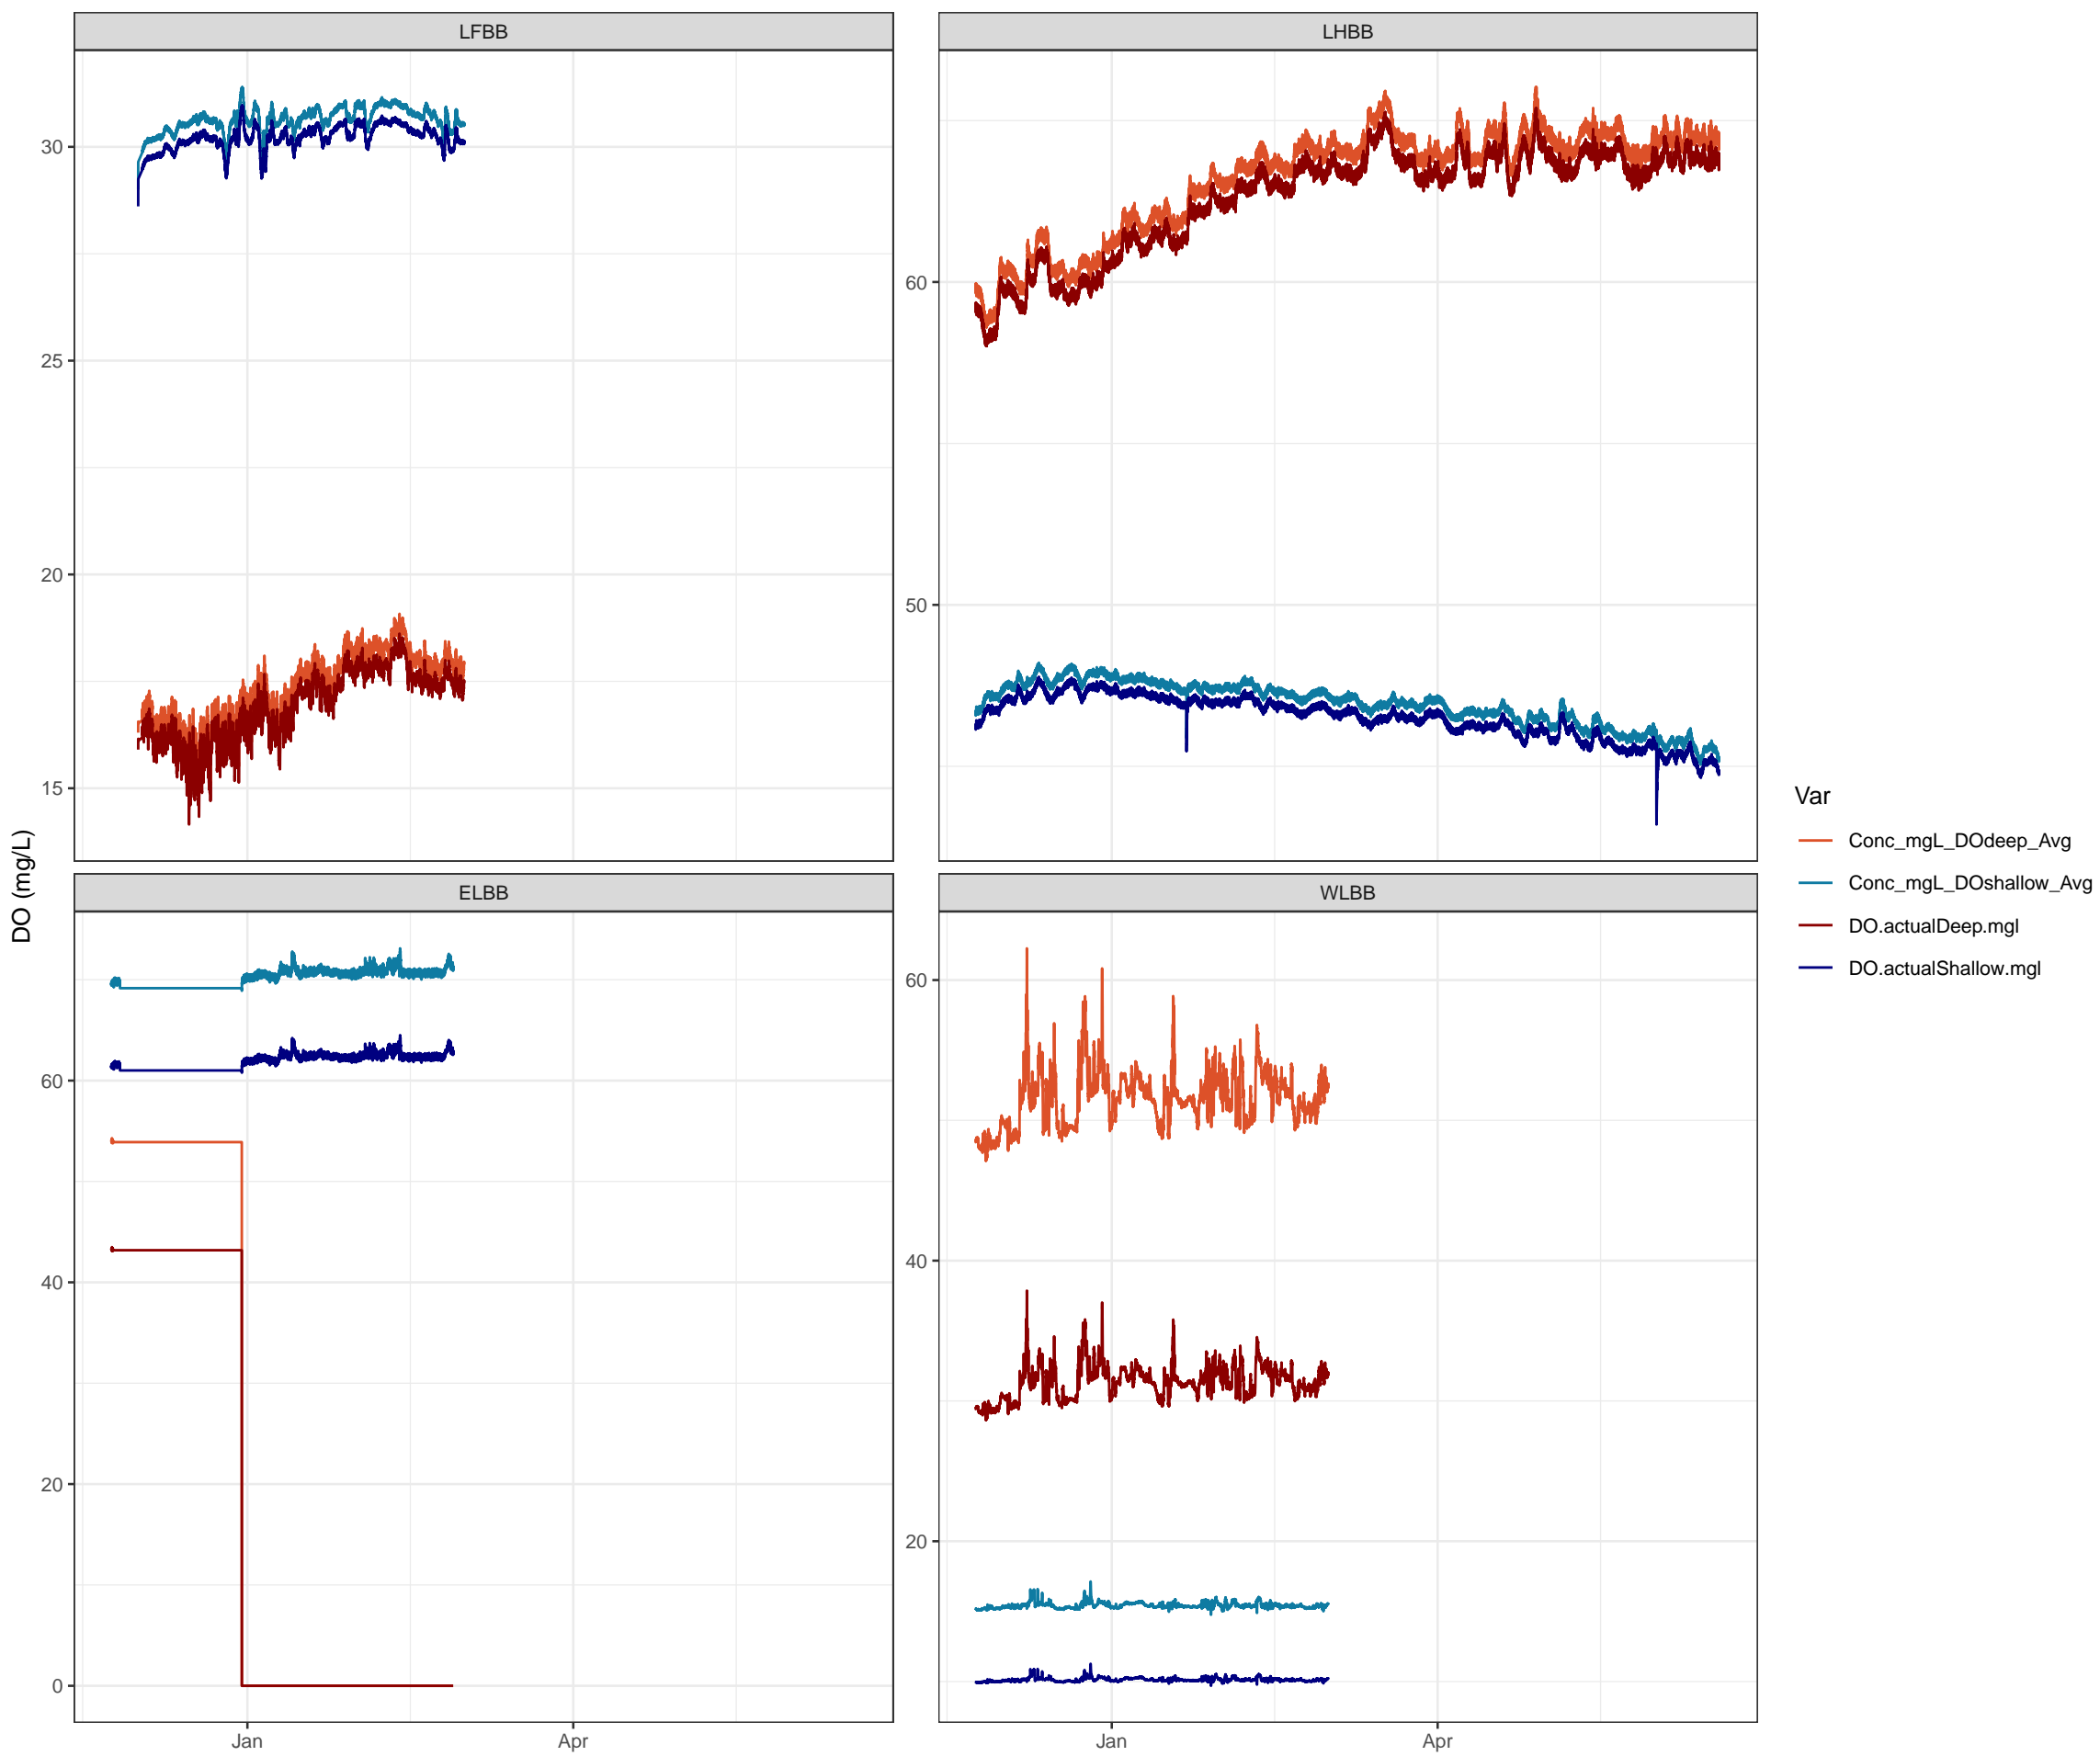 LFBB
LHBB
30
25
20
15
60
50
DO (mg/L)
ELBB
WLBB
60
40
20
0
60
40
20
Jan
Apr
Jan
Apr
Var
Conc_mgL_DOdeep_Avg
Conc_mgL_DOshallow_Avg
DO.actualDeep.mgl
DO.actualShallow.mgl